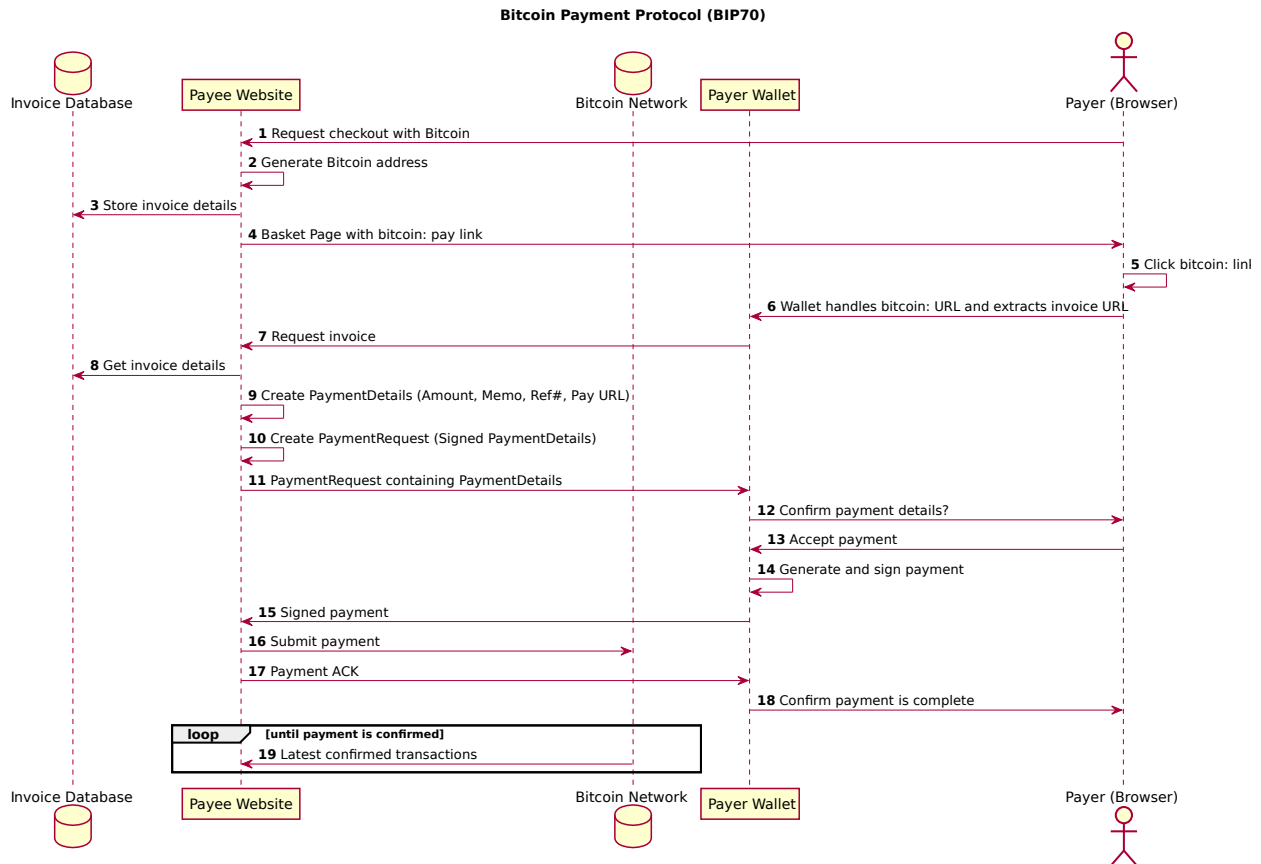 Bitcoin Payment Protocol (BIP70)
Invoice Database
Payee Website
Bitcoin Network
Payer Wallet
Payer (Browser)
1 Request checkout with Bitcoin
2 Generate Bitcoin address
3 Store invoice details
4 Basket Page with bitcoin: pay link
5 Click bitcoin: linl
6 Wallet handles bitcoin: URL and extracts invoice URL
7 Request invoice
8 Get invoice details
9 Create PaymentDetails (Amount, Memo, Ref#, Pay URL)
10 Create PaymentRequest (Signed PaymentDetails)
11 PaymentRequest containing PaymentDetails
12 Confirm payment details?
13 Accept payment
14 Generate and sign payment
15 Signed payment
16 Submit payment
17 Payment ACK
18 Confirm payment is complete
loop [until payment is confirmed]
19 Latest confirmed transactions
Invoice Database
Payee Website
Bitcoin Network
Payer Wallet
Payer (Browser)